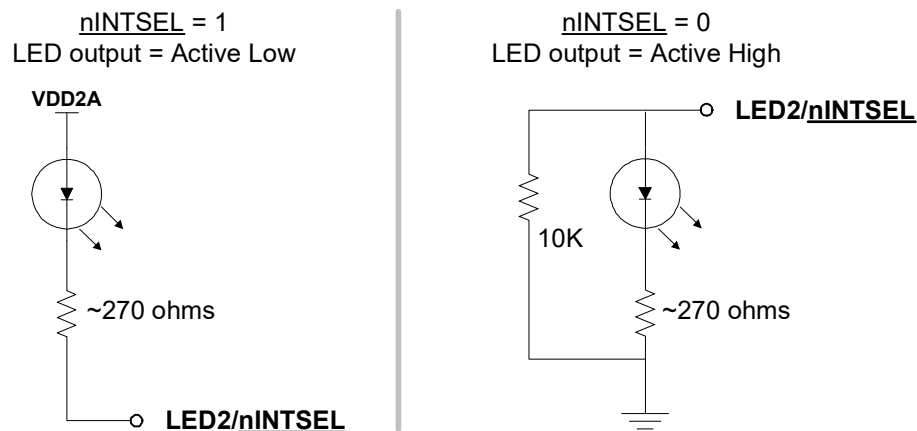 nINTSEL = 1
LED output = Active Low
VDD2A
~270 ohms
LED2/nINTSEL
nINTSEL = 0
LED output = Active High
LED2/nINTSEL
10K
~270 ohms